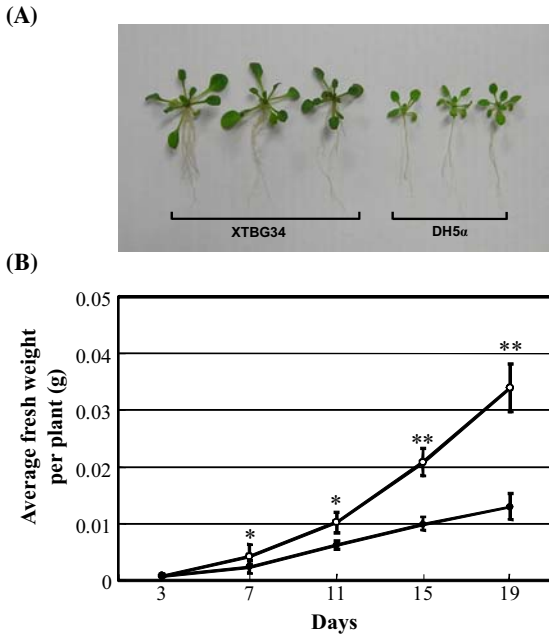 (A)
XTBG34 DH5α
(B)
0.05
0.04
0.03
0.02
0.01
0
Average fresh weight
per plant (g)
*
*
**
**
3 7 11 15 19
Days